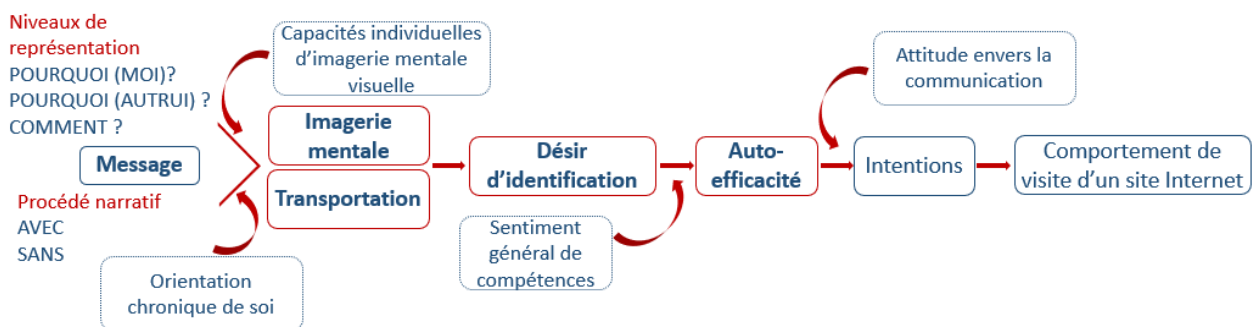 Niveaux de
représentation
POURQUOI (MOI)?
POURQUOI (AUTRUI) ?
COMMENT ?
Message
Procédé narratif
AVEC
SANS
Capacités individuelles
d’imagerie mentale
visuelle
Imagerie
mentale
Transportation
Orientation
chronique de soi
Désir
d’identification
Sentiment
général de
compétences
Auto-
efficacité
Attitude envers la
communication
Intentions
Comportement de
visite d’un site Internet